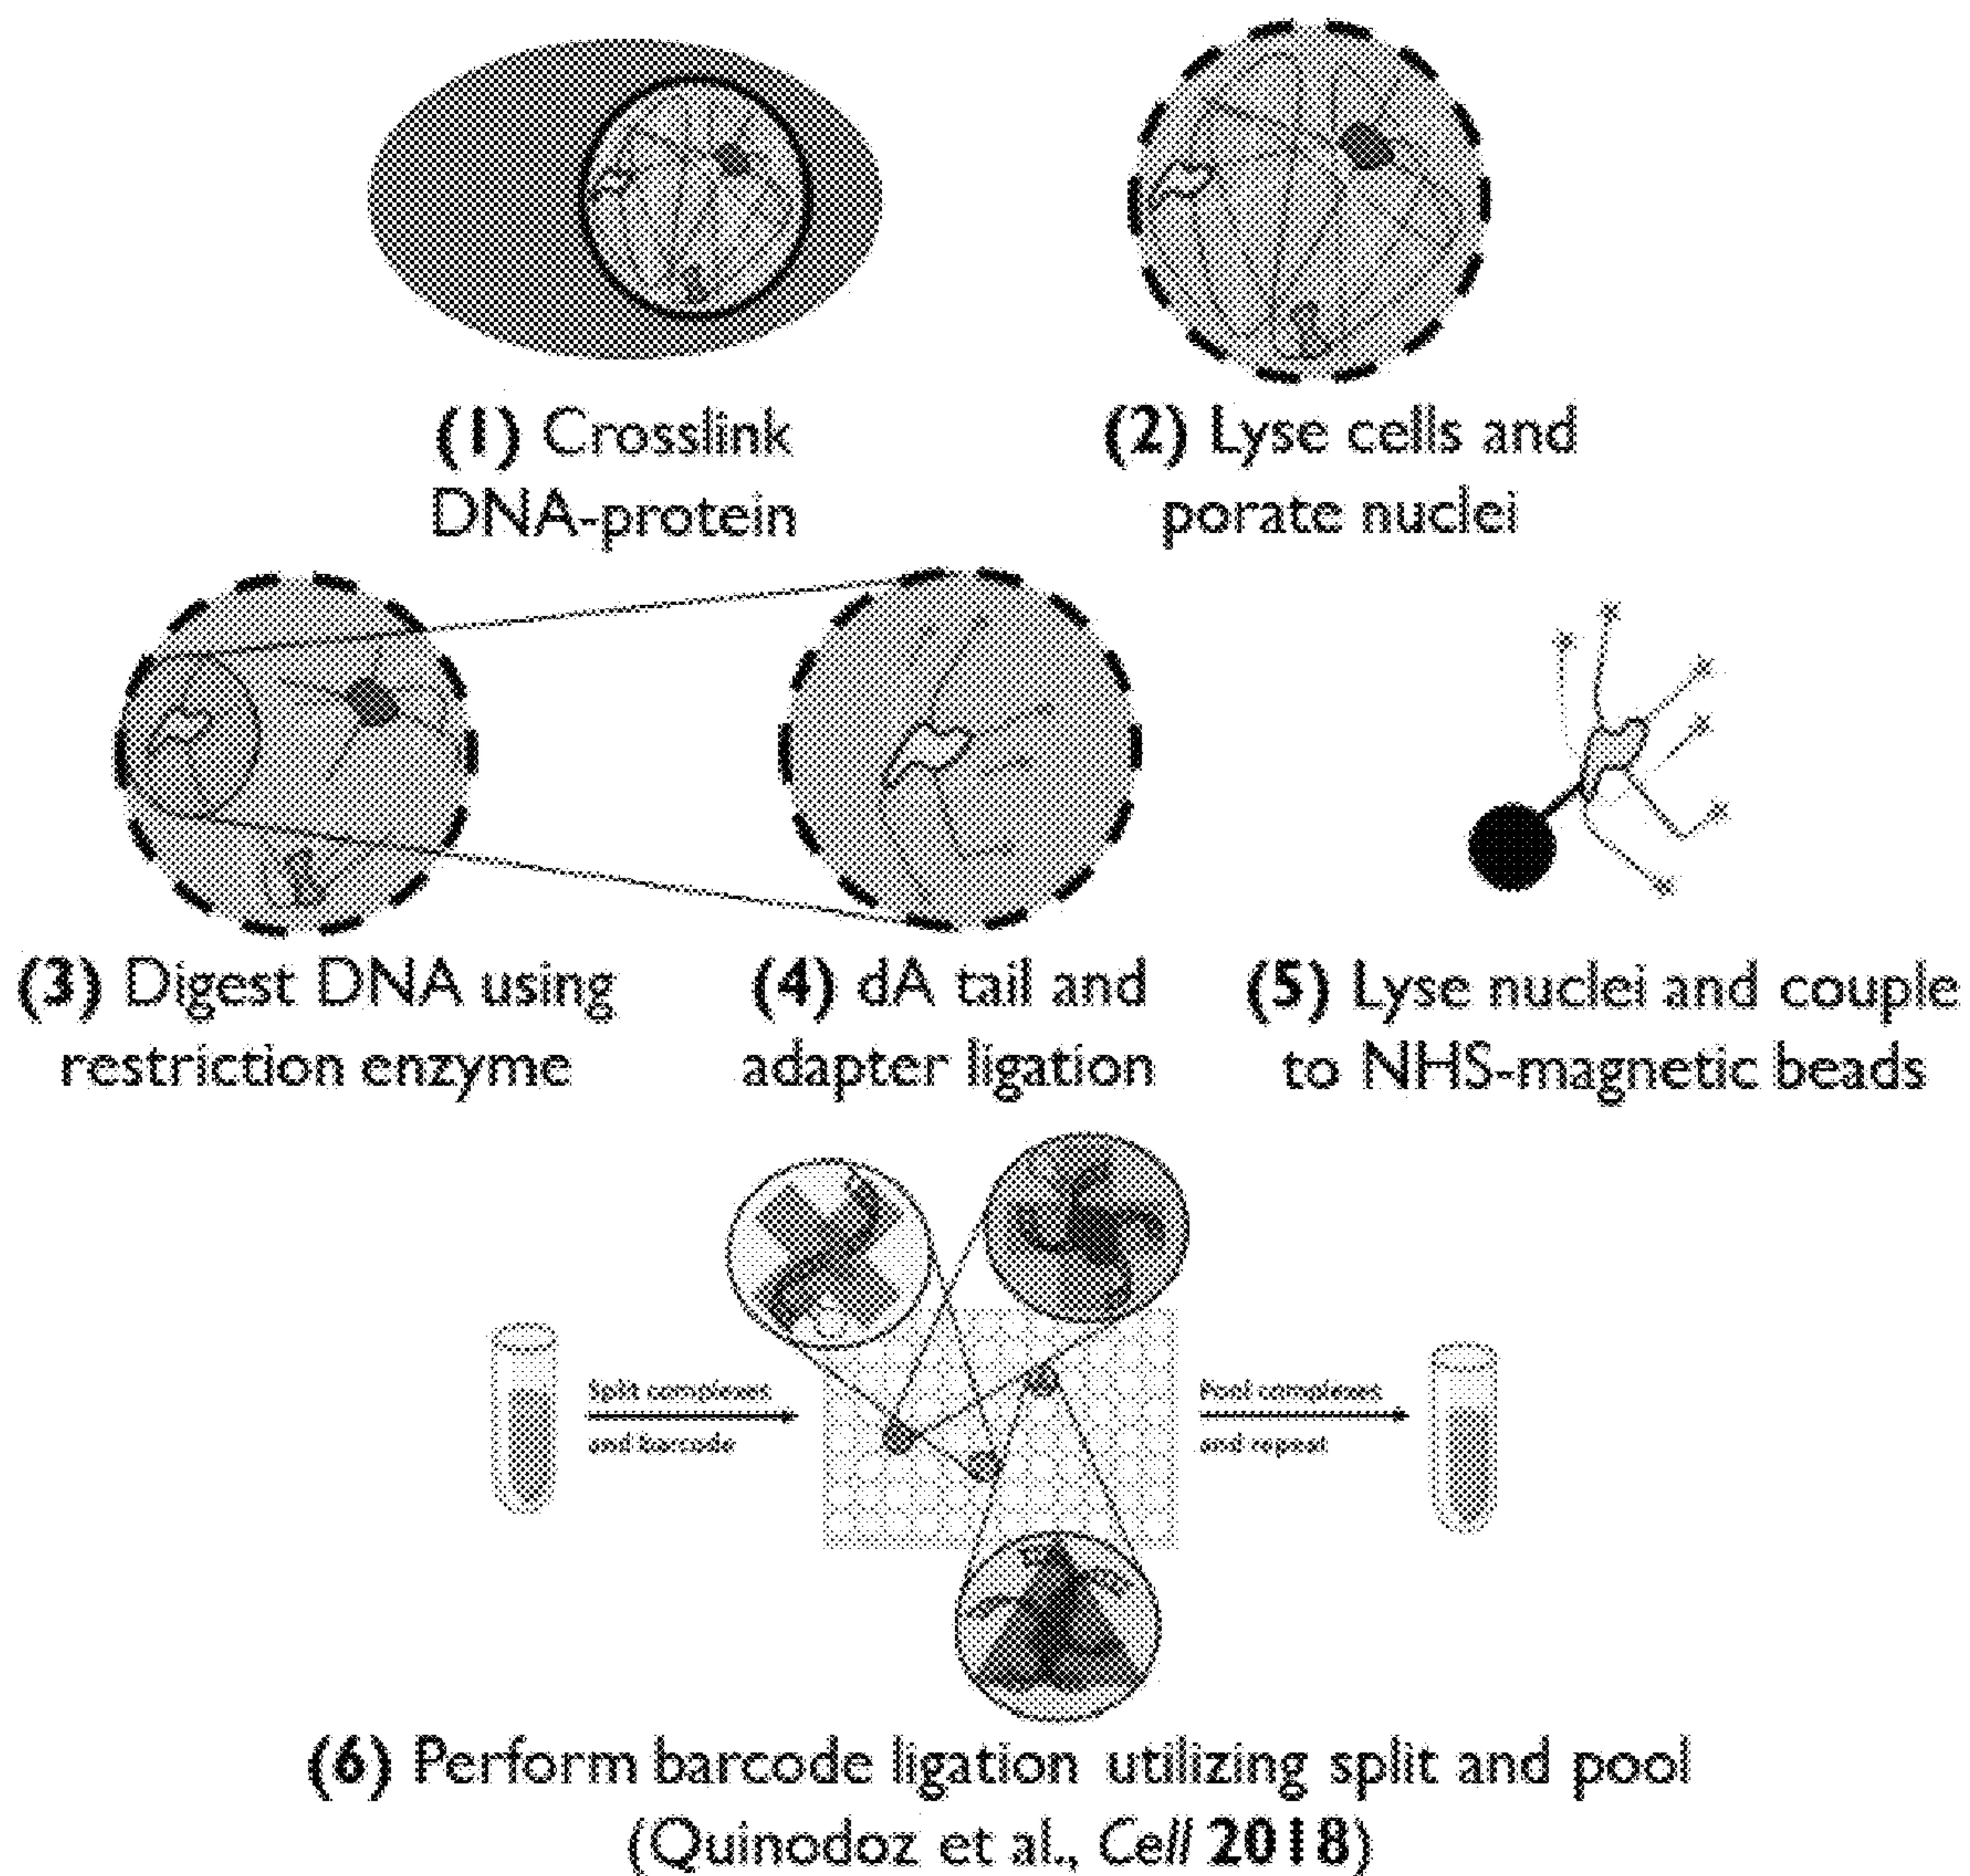 (1) Crosslink
DNA-protein
(2) Lyse cells and
porate nuclei
(3) Digest DNA using
restriction enzyme
(4) dA tail and
adapter ligation
(5) Lyse nuclei and couple
to NHS-magnetic beads
Split complexes
and barcode
Pool complexes
and repeat
(6) Perform barcode ligation utilizing split and pool
(Quinodoz et al., Cell 2018)